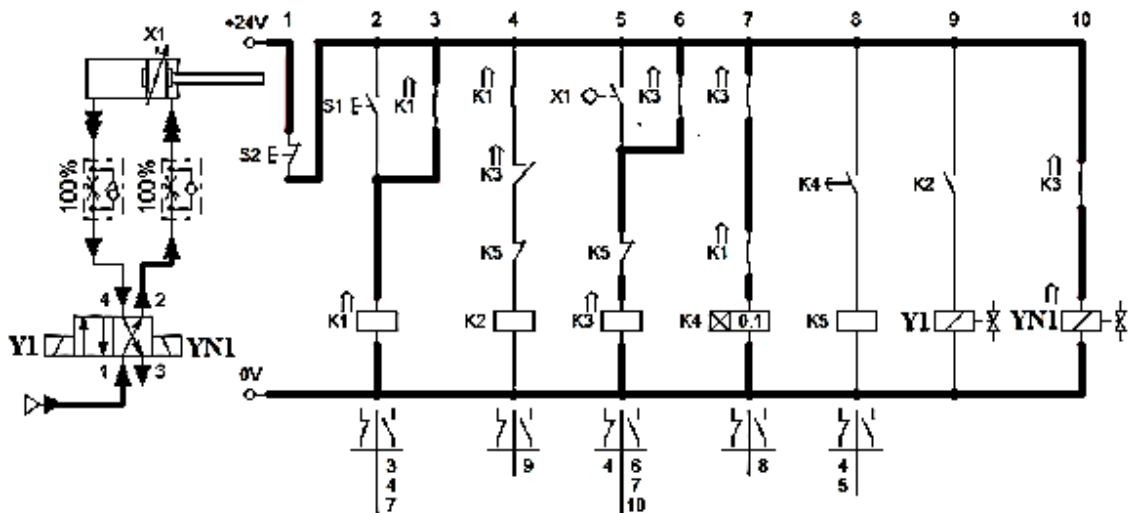 1 2 3 4 5 6 7 8 9 10
+24V
X1
S1 K1 K1 X1 K3 K3
S2
100% 100%
K3 K4 K2 K3
K5 K5 K1
4 2
K1 K2 K3 K4 0.1 K5 Y1 YN1
Y1 YN1
1 3
0V
3 9 4 6 8 4
4 7 5
7 10